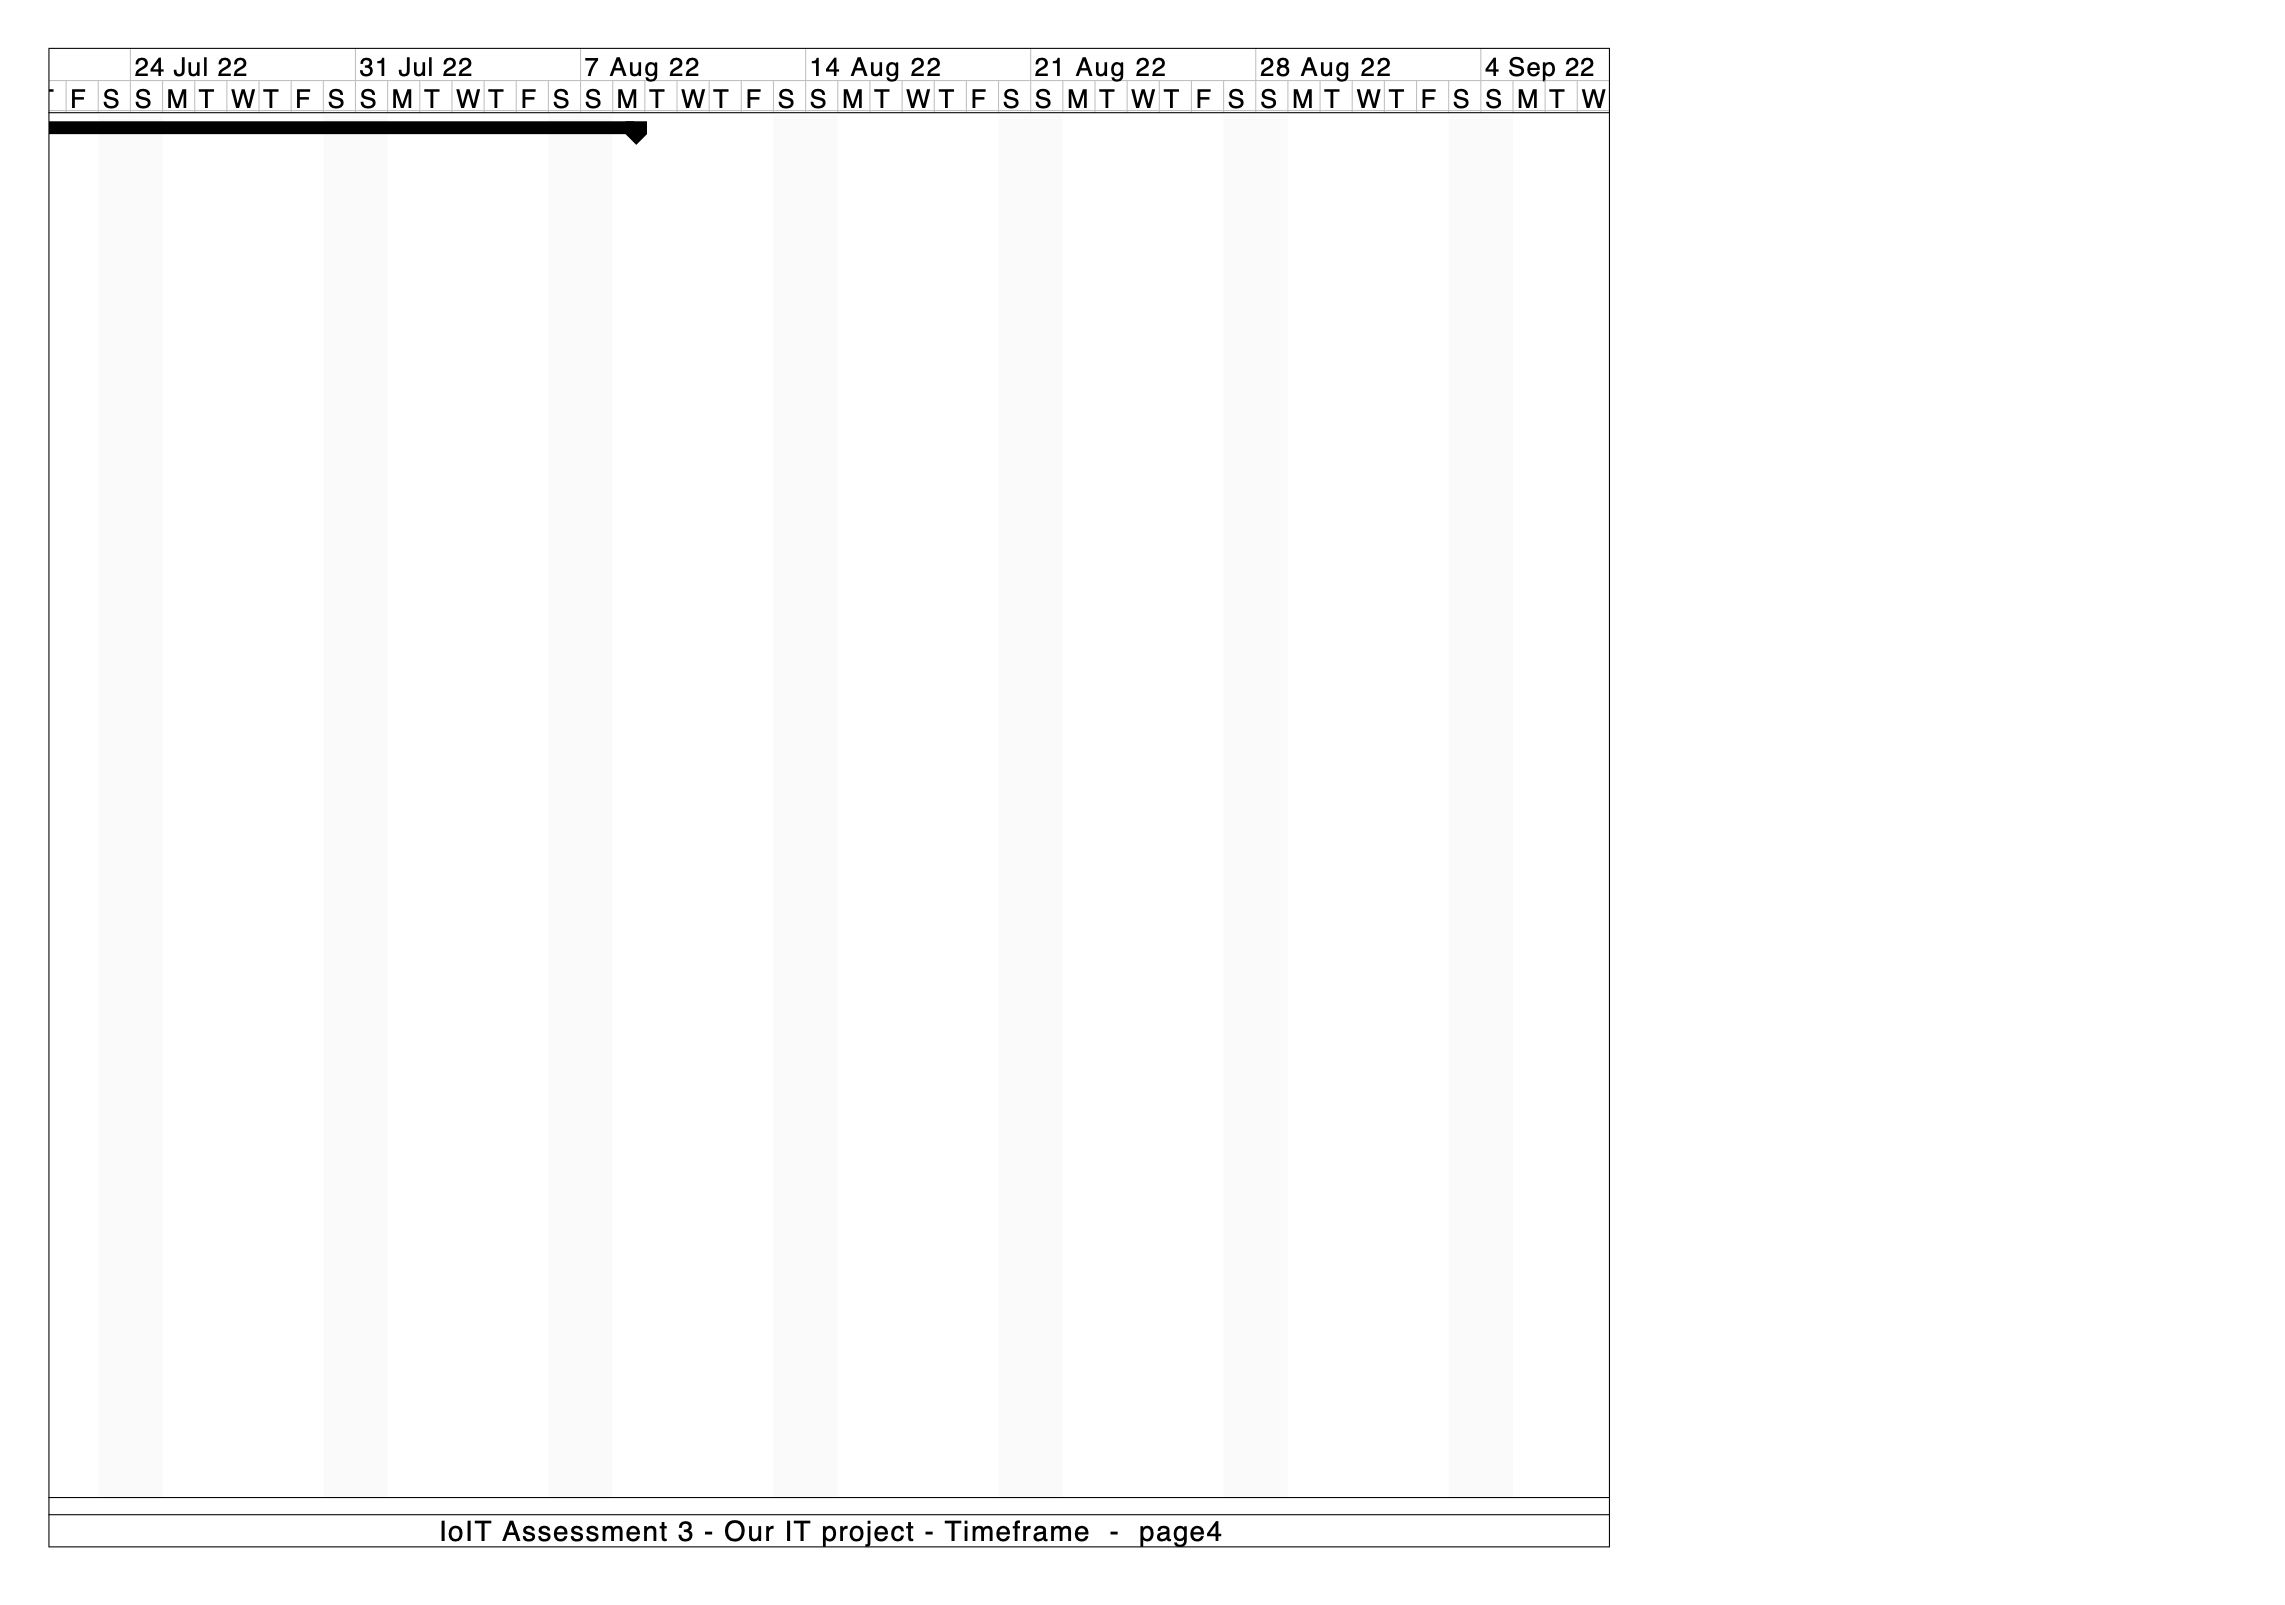 24 Jul 22 31 Jul 22 7 Aug 22 14 Aug 22 21 Aug 22 28 Aug 22 4 Sep 22
F S S M T W T F S S M T W T F S S M T W T F S S M T W T F S S M T W T F S S M T W T F S S M T W
IoIT Assessment 3 - Our IT project - Timeframe - page4